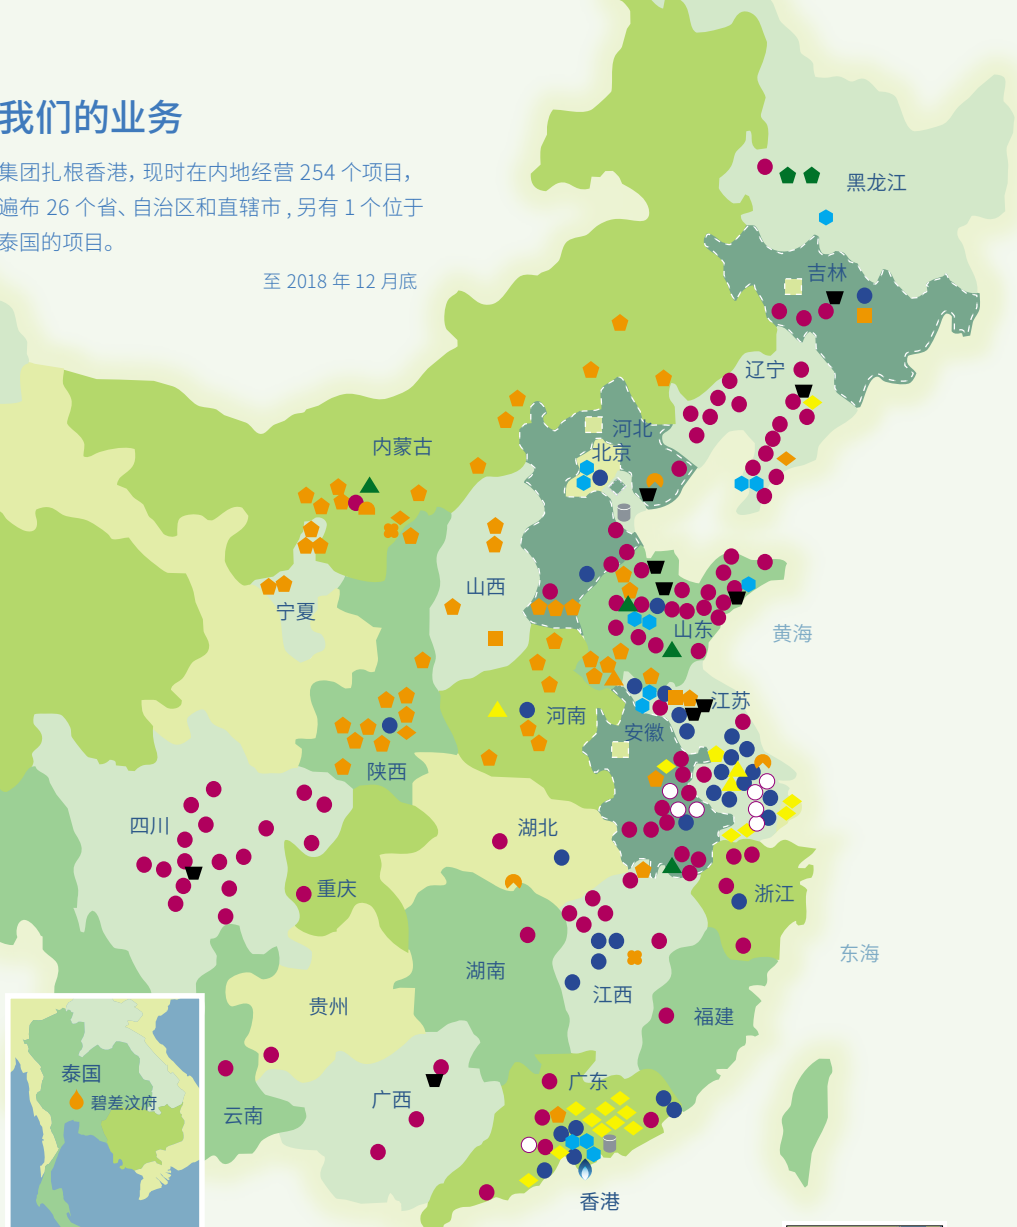 我们的业务
集团扎根香港，现时在内地经营 254 个项目，
遍布 26 个省、自治区和直辖市 , 另有 1 个位于
泰国的项目。
至 2018 年 12 月底
黑龙江
吉林
辽宁
河北
北京
内蒙古
山西
宁夏
山东
黄海
江苏
河南
安徽
陕西
四川
湖北
重庆
浙江
东海
湖南
江西
贵州
福建
泰国
碧差汶府
广东
广西
云南
香港